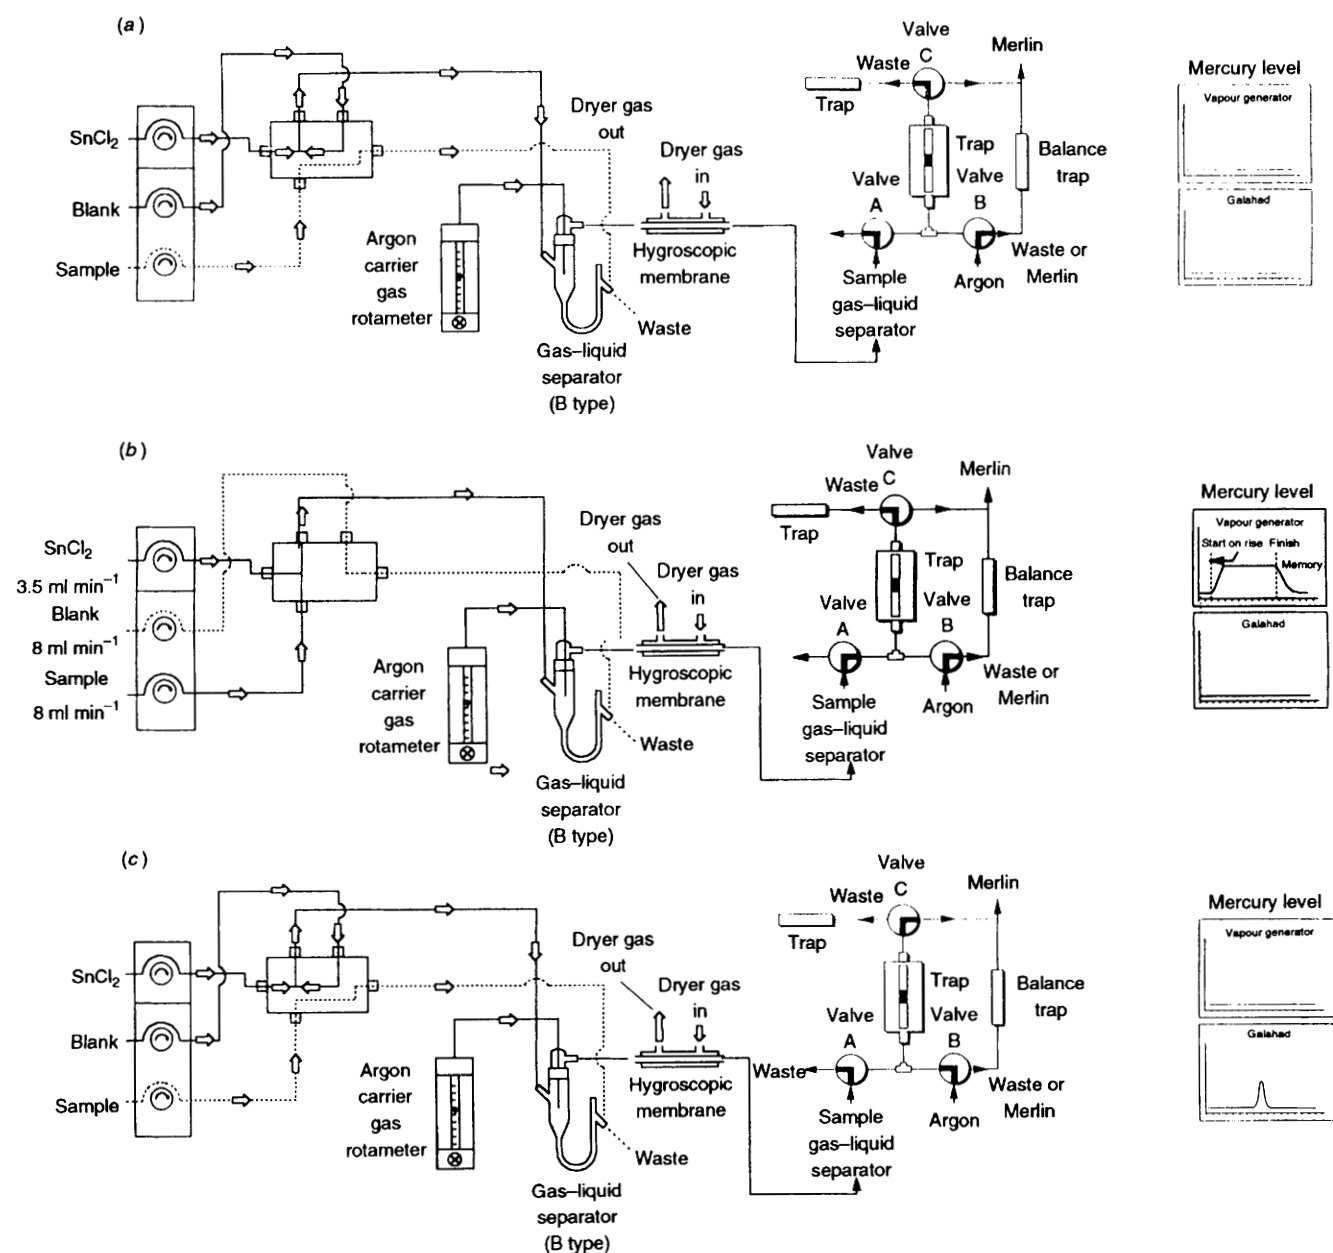 (a)
SnCl₂
Blank
Sample
Argon
carrier
gas
rotameter
Dryer gas
out
Dryer gas
in
Hygroscopic
membrane
Waste
Gas–liquid
separator
(B type)
Valve
C
Waste
Merlin
Trap
Trap
Balance
trap
Valve
A
Valve
B
Sample
gas–liquid
separator
Argon
Waste or
Merlin
Mercury level
Vapour generator
Galahad
(b)
SnCl₂
3.5 ml min⁻¹
Blank
8 ml min⁻¹
Sample
8 ml min⁻¹
Argon
carrier
gas
rotameter
Dryer gas
out
Dryer gas
in
Hygroscopic
membrane
Waste
Gas–liquid
separator
(B type)
Valve
C
Waste
Merlin
Trap
Trap
Balance
trap
Valve
A
Valve
B
Sample
gas–liquid
separator
Argon
Waste or
Merlin
Mercury level
Vapour generator
Start on rise Finish
Memory
Galahad
(c)
SnCl₂
Blank
Sample
Argon
carrier
gas
rotameter
Dryer gas
out
Dryer gas
in
Hygroscopic
membrane
Waste
Gas–liquid
separator
(B type)
Valve
C
Waste
Merlin
Trap
Trap
Balance
trap
Valve
A
Valve
B
Waste
Sample
gas–liquid
separator
Argon
Waste or
Merlin
Mercury level
Vapour generator
Galahad